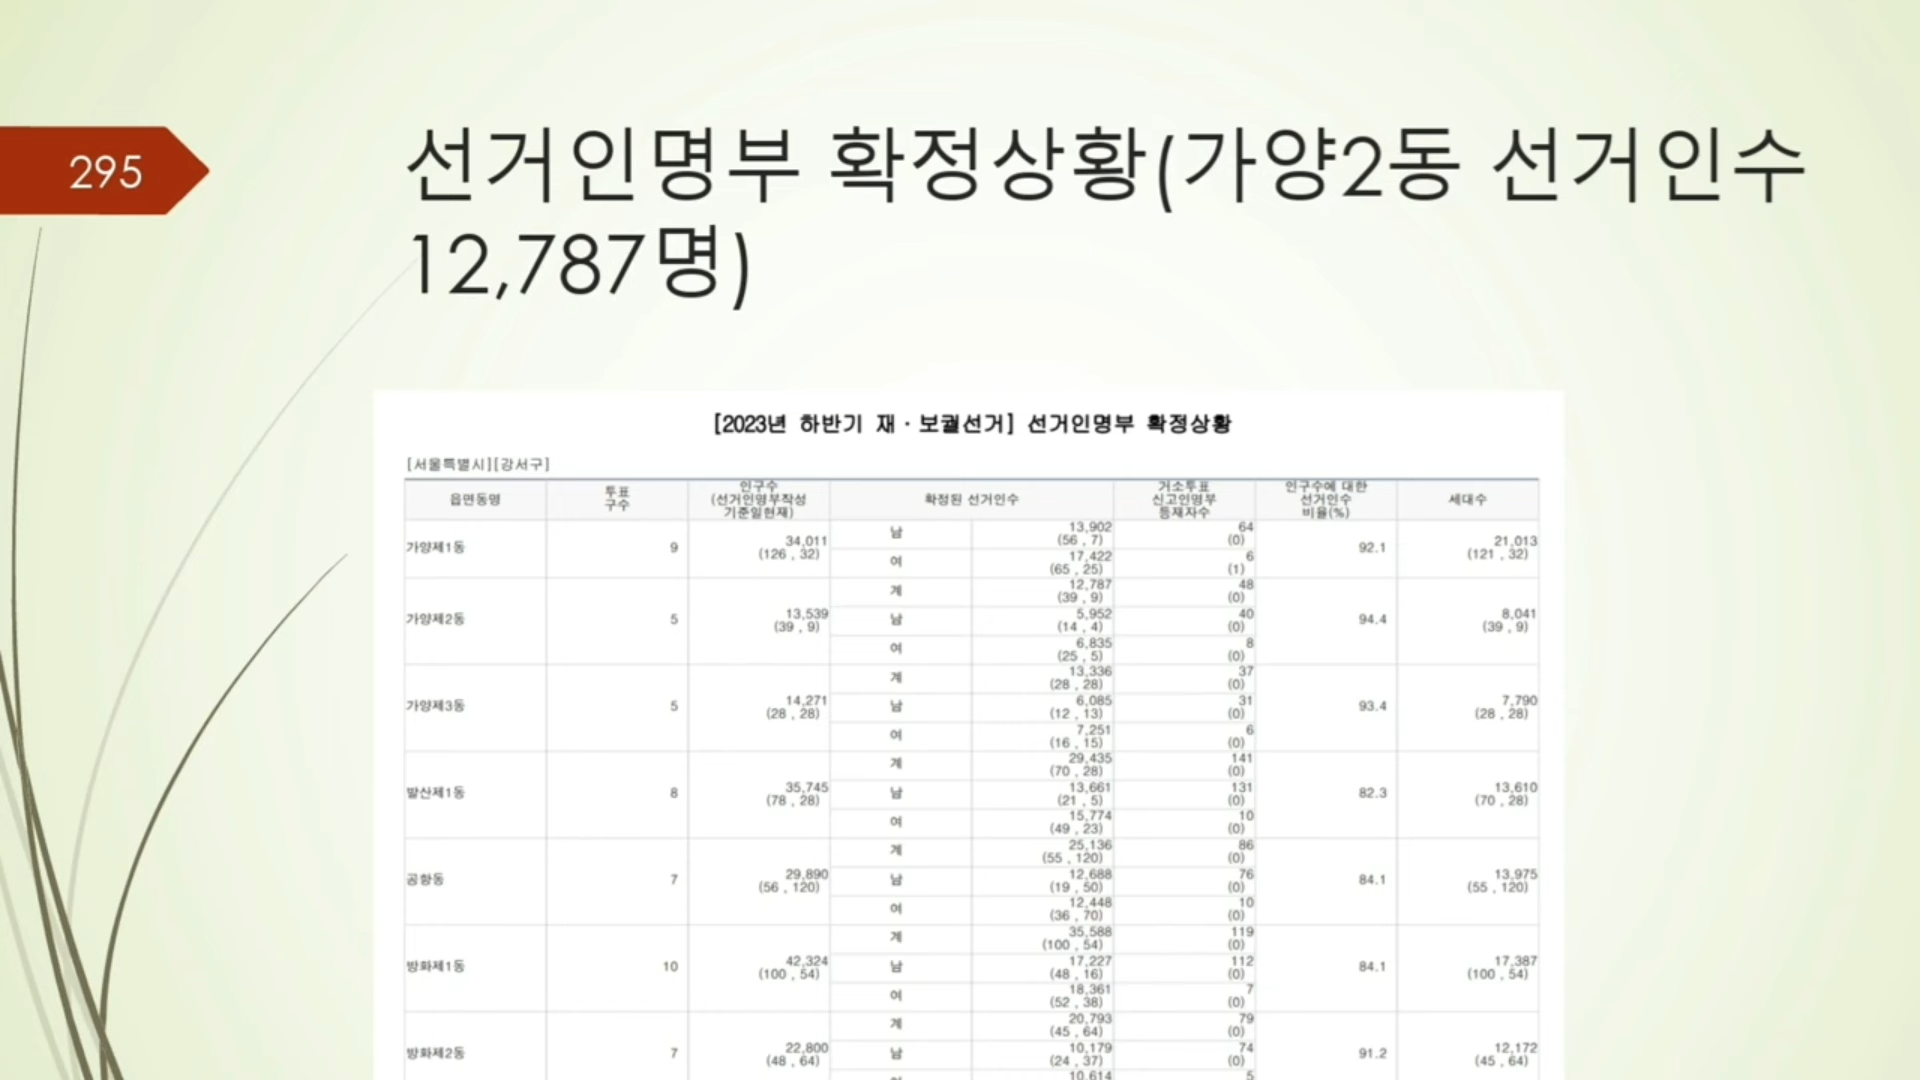 295
선거인명부 확정상황(가양2동 선거인수
12,787명)
[2023년 하반기 재·보궐선거] 선거인명부 확정상황
[서울특별시][강서구]
읍면동명 투표구수 인구수(선거인명부작성기준일현재) 확정된 선거인수 거소투표신고인명부등재자수 인구수에 대한선거인수비율(%) 세대수
가양제1동 9 34,011 (126 , 32) 남 13,902 (56 , 7) 64 (0) 92.1 21,013 (121 , 32)
여 17,422 (65 , 25) 6 (1)
가양제2동 5 13,539 (39 , 9) 계 12,787 (39 , 9) 48 (0) 94.4 8,041 (39 , 9)
남 5,952 (14 , 4) 40 (0)
여 6,835 (25 , 5) 8 (0)
가양제3동 5 14,271 (28 , 28) 계 13,336 (28 , 28) 37 (0) 93.4 7,790 (28 , 28)
남 6,085 (12 , 13) 31 (0)
여 7,251 (16 , 15) 6 (0)
발산제1동 8 35,745 (78 , 28) 계 29,435 (70 , 28) 141 (0) 82.3 13,610 (70 , 28)
남 13,661 (21 , 5) 131 (0)
여 15,774 (49 , 23) 10 (0)
공항동 7 29,890 (56 , 120) 계 25,136 (55 , 120) 86 (0) 84.1 13,975 (55 , 120)
남 12,688 (19 , 50) 76 (0)
여 12,448 (36 , 70) 10 (0)
방화제1동 10 42,324 (100 , 54) 계 35,588 (100 , 54) 119 (0) 84.1 17,387 (100 , 54)
남 17,227 (48 , 16) 112 (0)
여 18,361 (52 , 38) 7 (0)
방화제2동 7 22,800 (48 , 64) 계 20,793 (45 , 64) 79 (0) 91.2 12,172 (45 , 64)
남 10,179 (24 , 37) 74 (0)
10,614 5